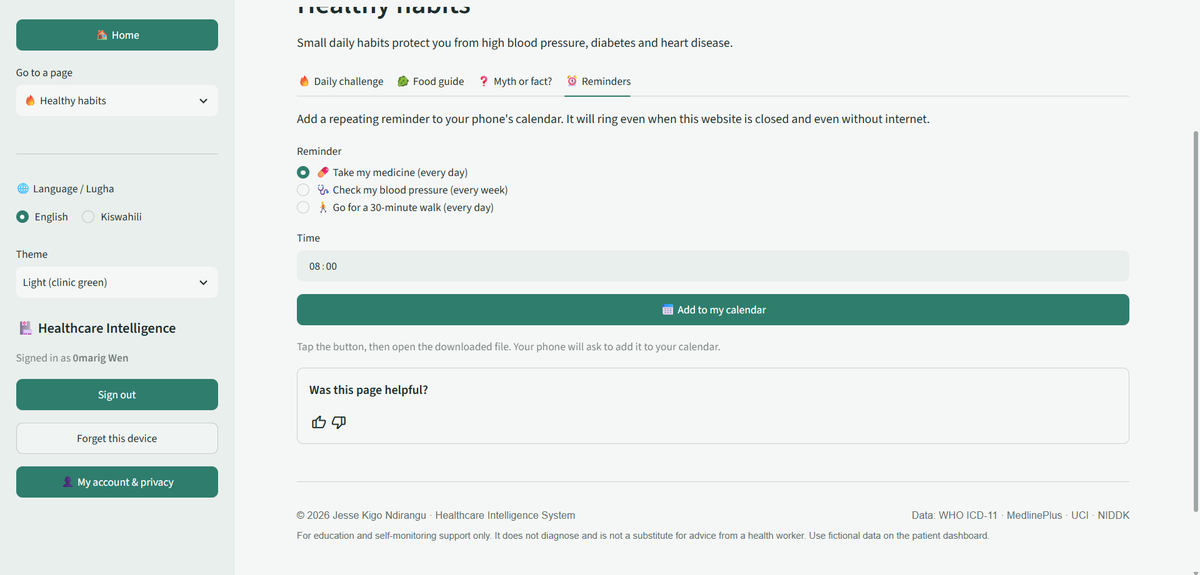 Home
Go to a page
Healthy habits
Language / Lugha
English
Kiswahili
Theme
Light (clinic green)
Healthcare Intelligence
Signed in as 0marig Wen
Sign out
Forget this device
My account & privacy
Healthy habits
Small daily habits protect you from high blood pressure, diabetes and heart disease.
Daily challenge
Food guide
Myth or fact?
Reminders
Add a repeating reminder to your phone's calendar. It will ring even when this website is closed and even without internet.
Reminder
Take my medicine (every day)
Check my blood pressure (every week)
Go for a 30-minute walk (every day)
Time
08:00
Add to my calendar
Tap the button, then open the downloaded file. Your phone will ask to add it to your calendar.
Was this page helpful?
© 2026 Jesse Kigo Ndirangu · Healthcare Intelligence System
Data: WHO ICD-11 · MedlinePlus · UCI · NIDDK
For education and self-monitoring support only. It does not diagnose and is not a substitute for advice from a health worker. Use fictional data on the patient dashboard.